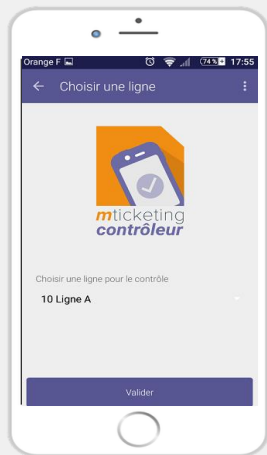 Orange F 74% 17:55
Choisir une ligne
mticketing
contrôleur
Choisir une ligne pour le contrôle
10 Ligne A
Valider